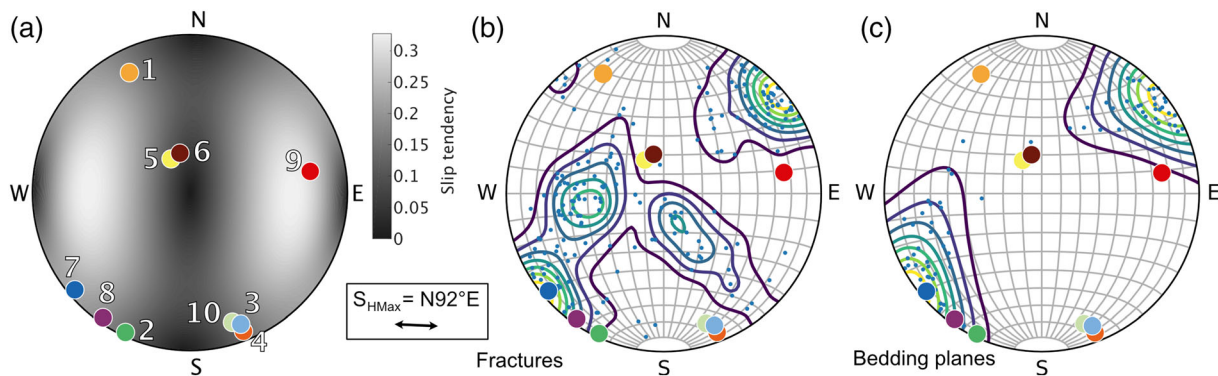 (a)
N
W
E
S
1
5
6
9
7
8
2
10
3
4
0.3
0.25
0.2
0.15
0.1
0.05
0
Slip tendency
SHMax= N92°E
(b)
N
W
E
S
Fractures
(c)
N
W
E
S
Bedding planes